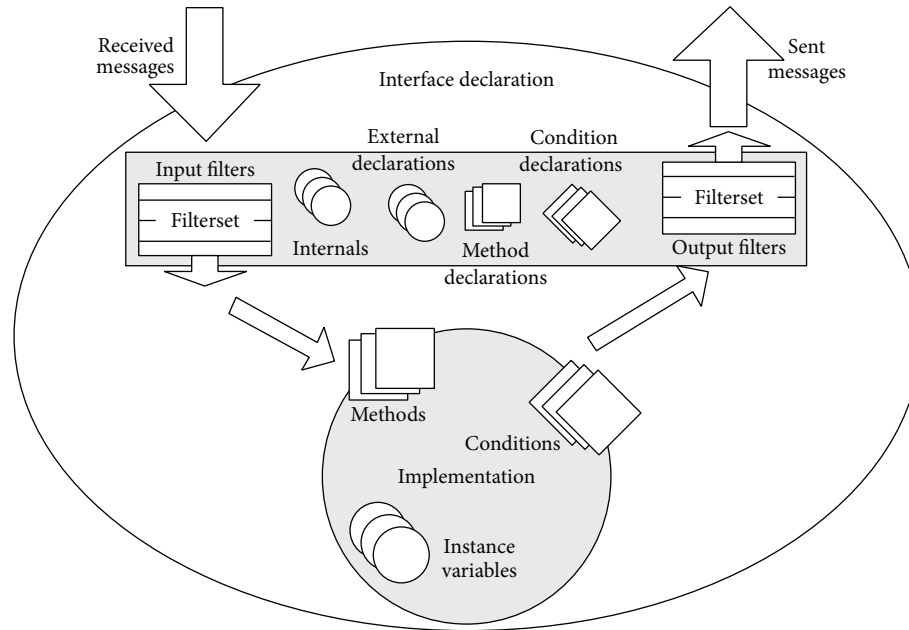 Received
messages
Sent
messages
Interface declaration
External
declarations
Condition
declarations
Input filters
Filterset
Internals
Method
declarations
Filterset
Output filters
Methods
Conditions
Implementation
Instance
variables